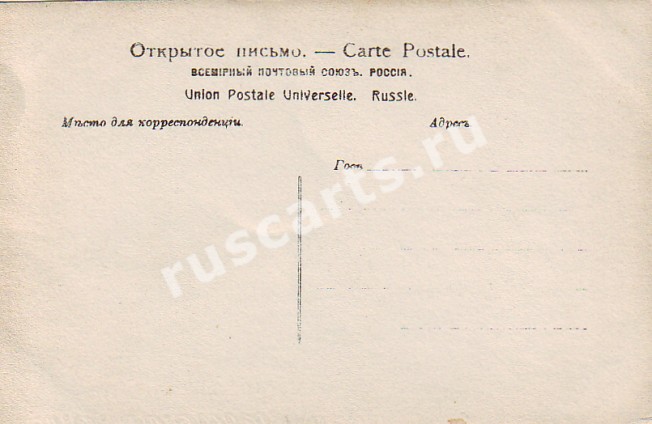 Открытое письмо. — Carte Postale.
ВСЕМІРНЫЙ ПОЧТОВЫЙ СОЮЗЪ. РОССІЯ.
Union Postale Universelle. Russie.
Мѣсто для корреспонденціи.
Адресъ
ruscarts.ru